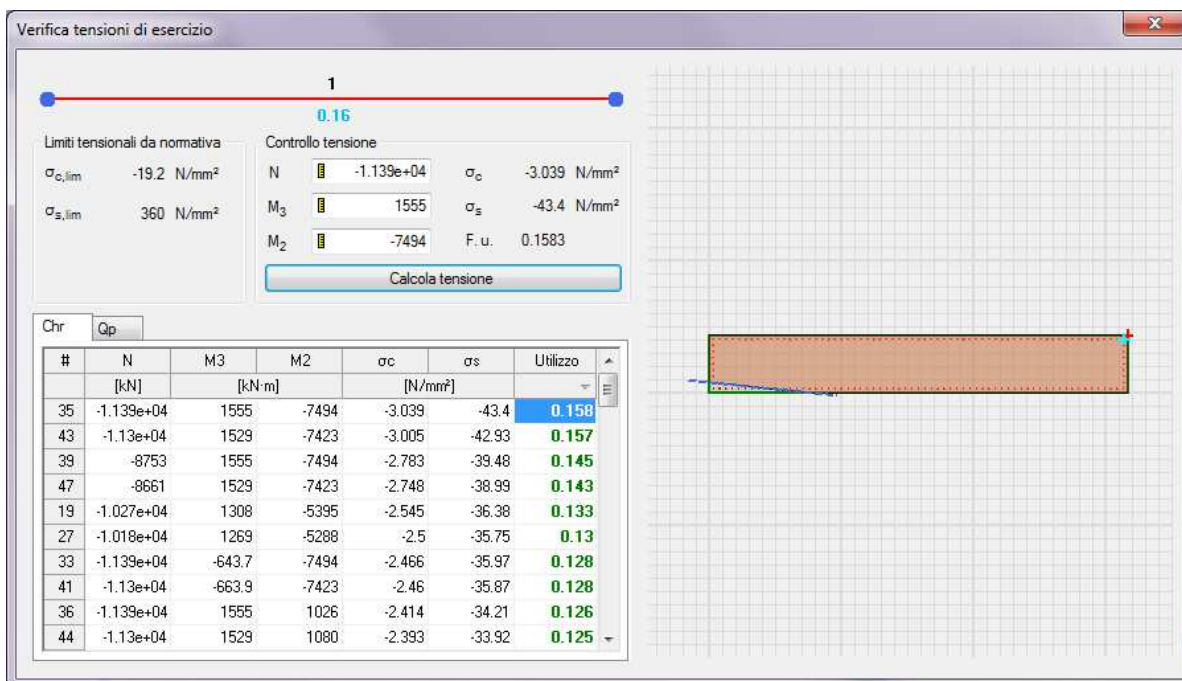 Verifica tensioni di esercizio
x
1
0.16
Limiti tensionali da normativa
σc,lim -19.2 N/mm²
σs,lim 360 N/mm²
Controllo tensione
N -1.139e+04 σc -3.039 N/mm²
M3 1555 σs -43.4 N/mm²
M2 -7494 F. u. 0.1583
Calcola tensione
Chr Qp
# N M3 M2 σc σs Utilizzo
[kN] [kN·m] [N/mm²]
35 -1.139e+04 1555 -7494 -3.039 -43.4 0.158
43 -1.13e+04 1529 -7423 -3.005 -42.93 0.157
39 -8753 1555 -7494 -2.783 -39.48 0.145
47 -8661 1529 -7423 -2.748 -38.99 0.143
19 -1.027e+04 1308 -5395 -2.545 -36.38 0.133
27 -1.018e+04 1269 -5288 -2.5 -35.75 0.13
33 -1.139e+04 -643.7 -7494 -2.466 -35.97 0.128
41 -1.13e+04 -663.9 -7423 -2.46 -35.87 0.128
36 -1.139e+04 1555 1026 -2.414 -34.21 0.126
44 -1.13e+04 1529 1080 -2.393 -33.92 0.125